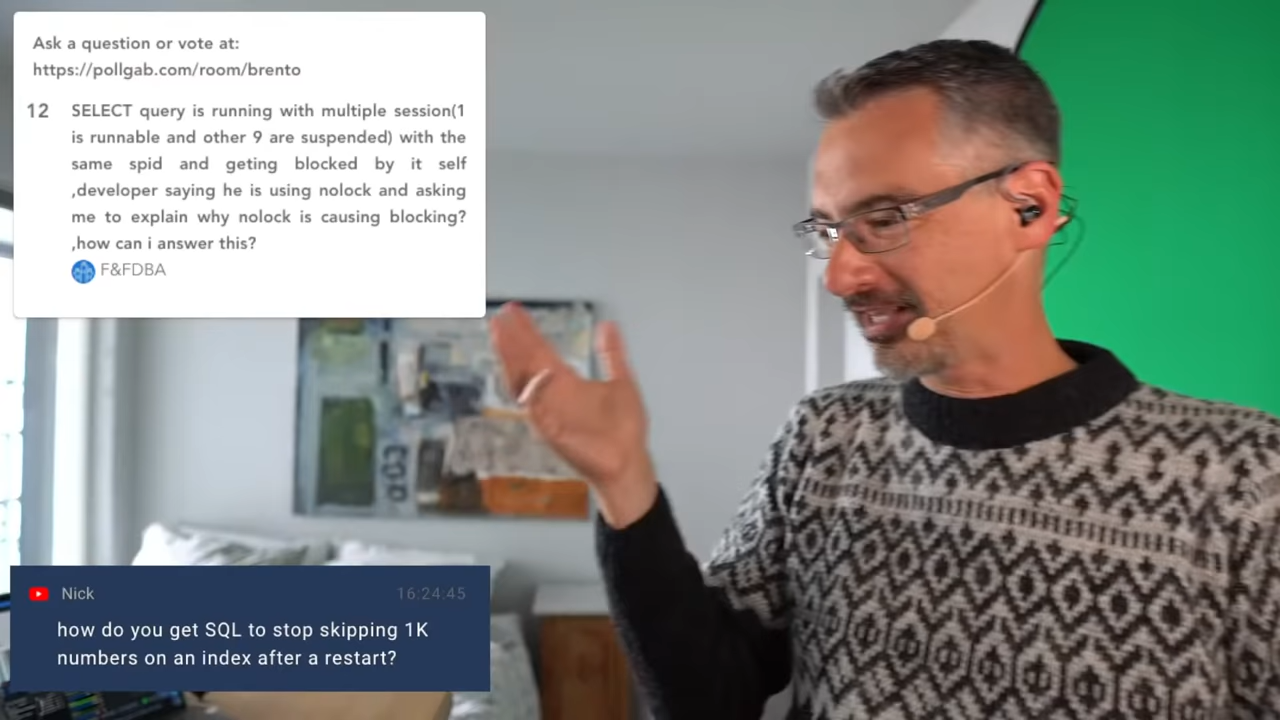 Ask a question or vote at:
https://pollgab.com/room/brento
12 SELECT query is running with multiple session(1
is runnable and other 9 are suspended) with the
same spid and geting blocked by it self
,developer saying he is using nolock and asking
me to explain why nolock is causing blocking?
,how can i answer this?
F&FDBA
Nick 16:24:45
how do you get SQL to stop skipping 1K
numbers on an index after a restart?